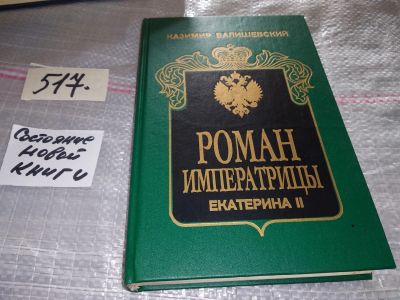 КАЗИМИР ВАЛИШЕВСКИЙ
РОМАН
ИМПЕРАТРИЦЫ
ЕКАТЕРИНА II
517.
Состояние
новой
книги